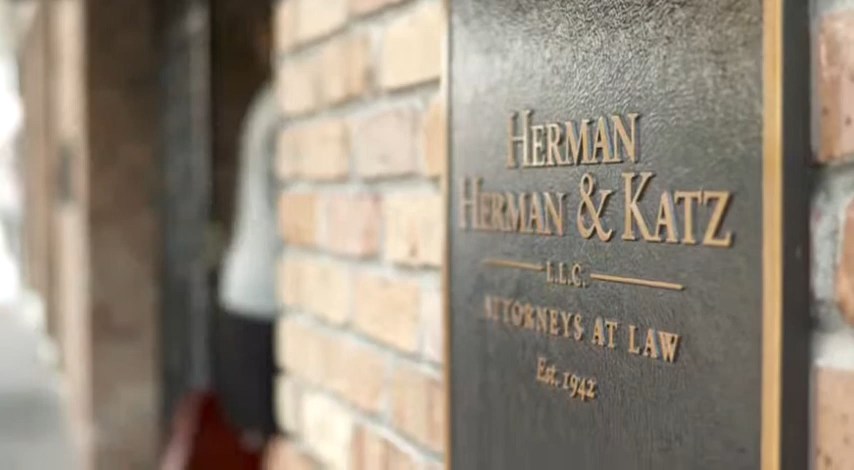 HERMAN
HERMAN & KATZ
L.L.C.
ATTORNEYS AT LAW
Est. 1942